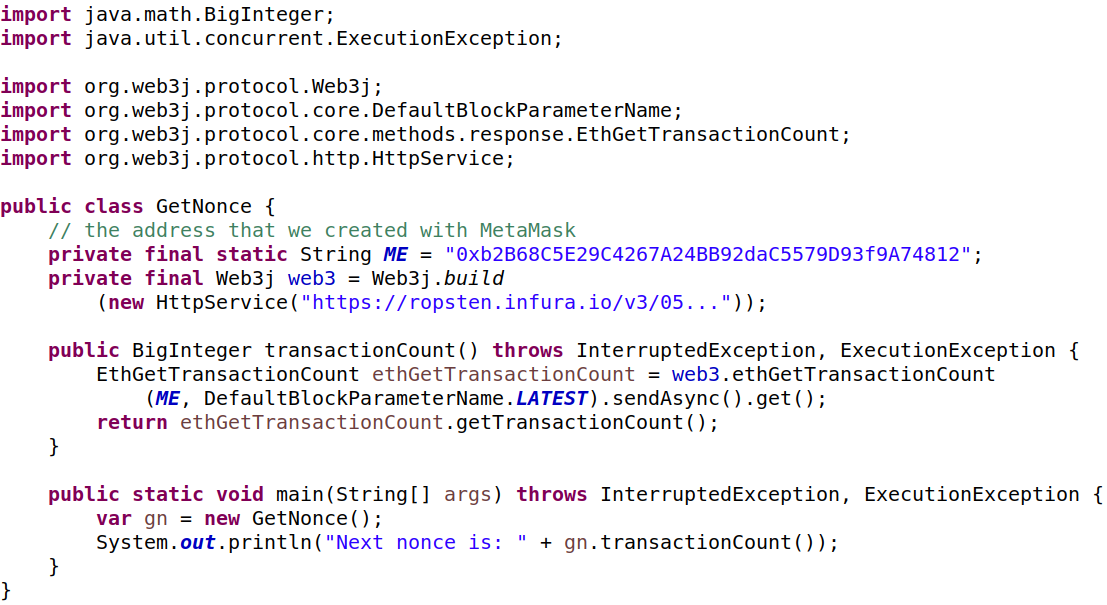 import java.math.BigInteger;
import java.util.concurrent.ExecutionException;

import org.web3j.protocol.Web3j;
import org.web3j.protocol.core.DefaultBlockParameterName;
import org.web3j.protocol.core.methods.response.EthGetTransactionCount;
import org.web3j.protocol.http.HttpService;

public class GetNonce {
    // the address that we created with MetaMask
    private final static String ME = "0xb2B68C5E29C4267A24BB92daC5579D93f9A74812";
    private final Web3j web3 = Web3j.build
        (new HttpService("https://ropsten.infura.io/v3/05..."));

    public BigInteger transactionCount() throws InterruptedException, ExecutionException {
        EthGetTransactionCount ethGetTransactionCount = web3.ethGetTransactionCount
            (ME, DefaultBlockParameterName.LATEST).sendAsync().get();
        return ethGetTransactionCount.getTransactionCount();
    }

    public static void main(String[] args) throws InterruptedException, ExecutionException {
        var gn = new GetNonce();
        System.out.println("Next nonce is: " + gn.transactionCount());
    }
}